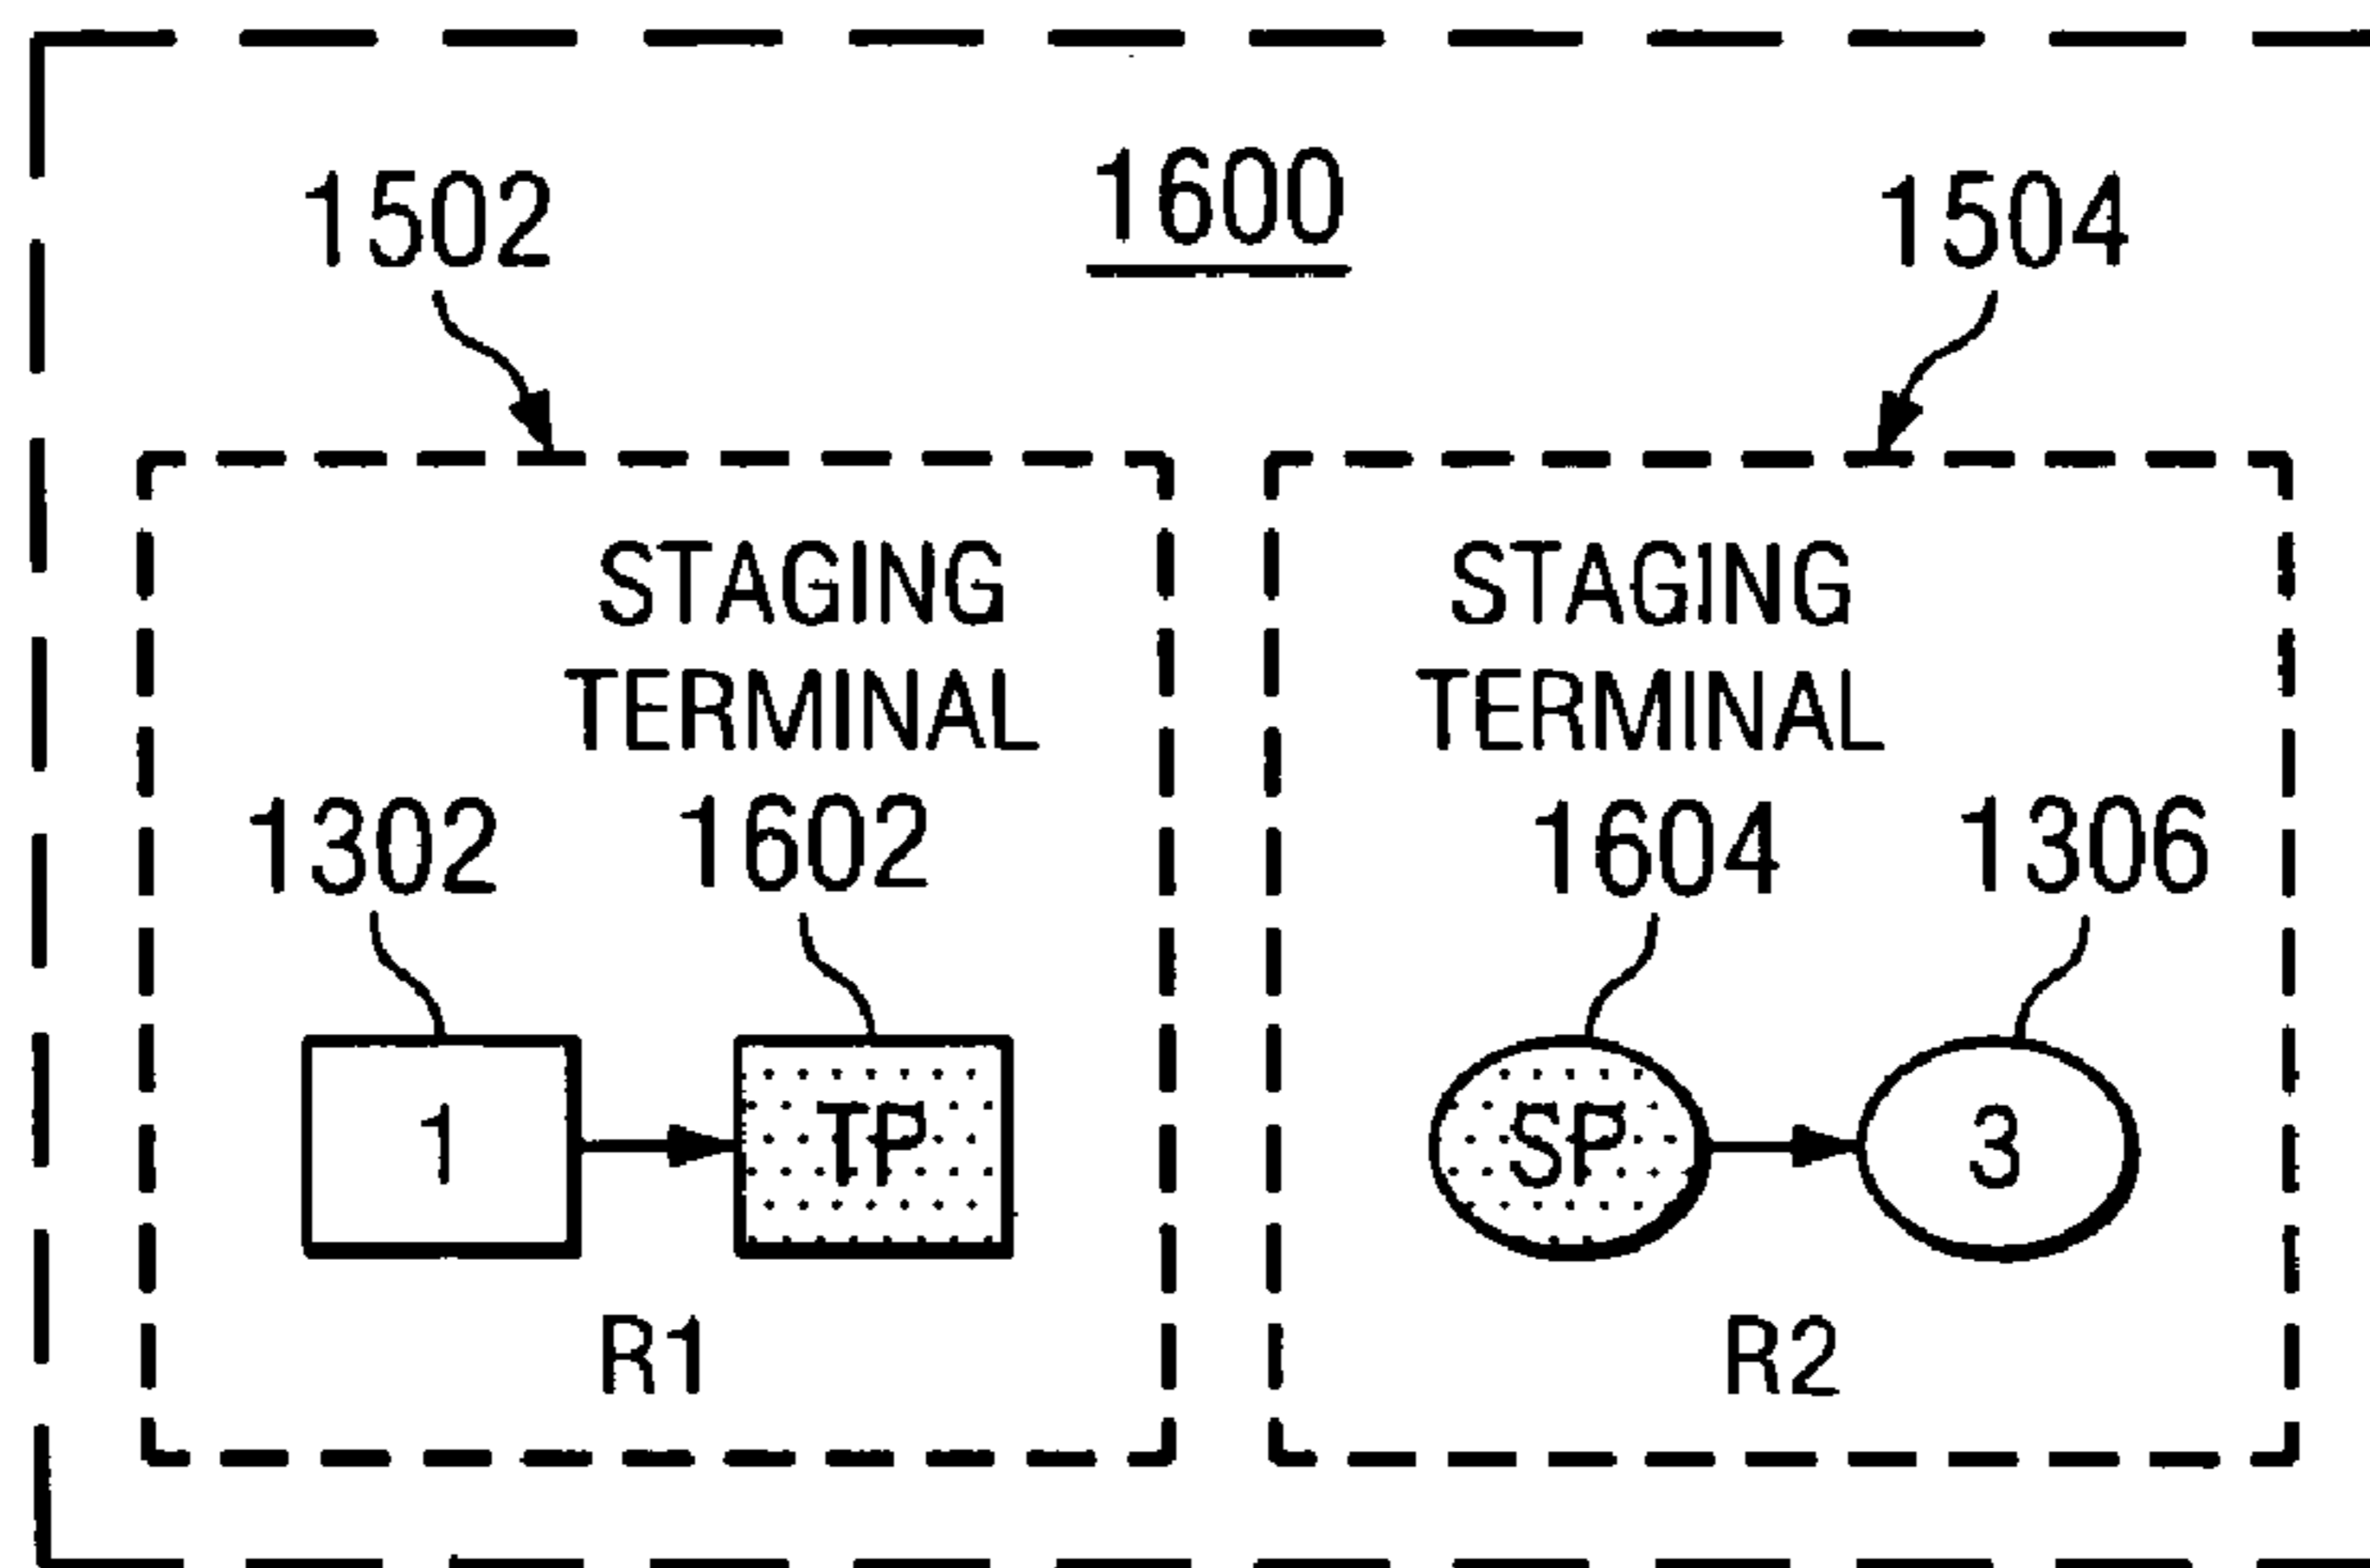 1600
1502
1504
STAGING
TERMINAL
1302
1602
1
TP
R1
STAGING
TERMINAL
1604
1306
SP
3
R2